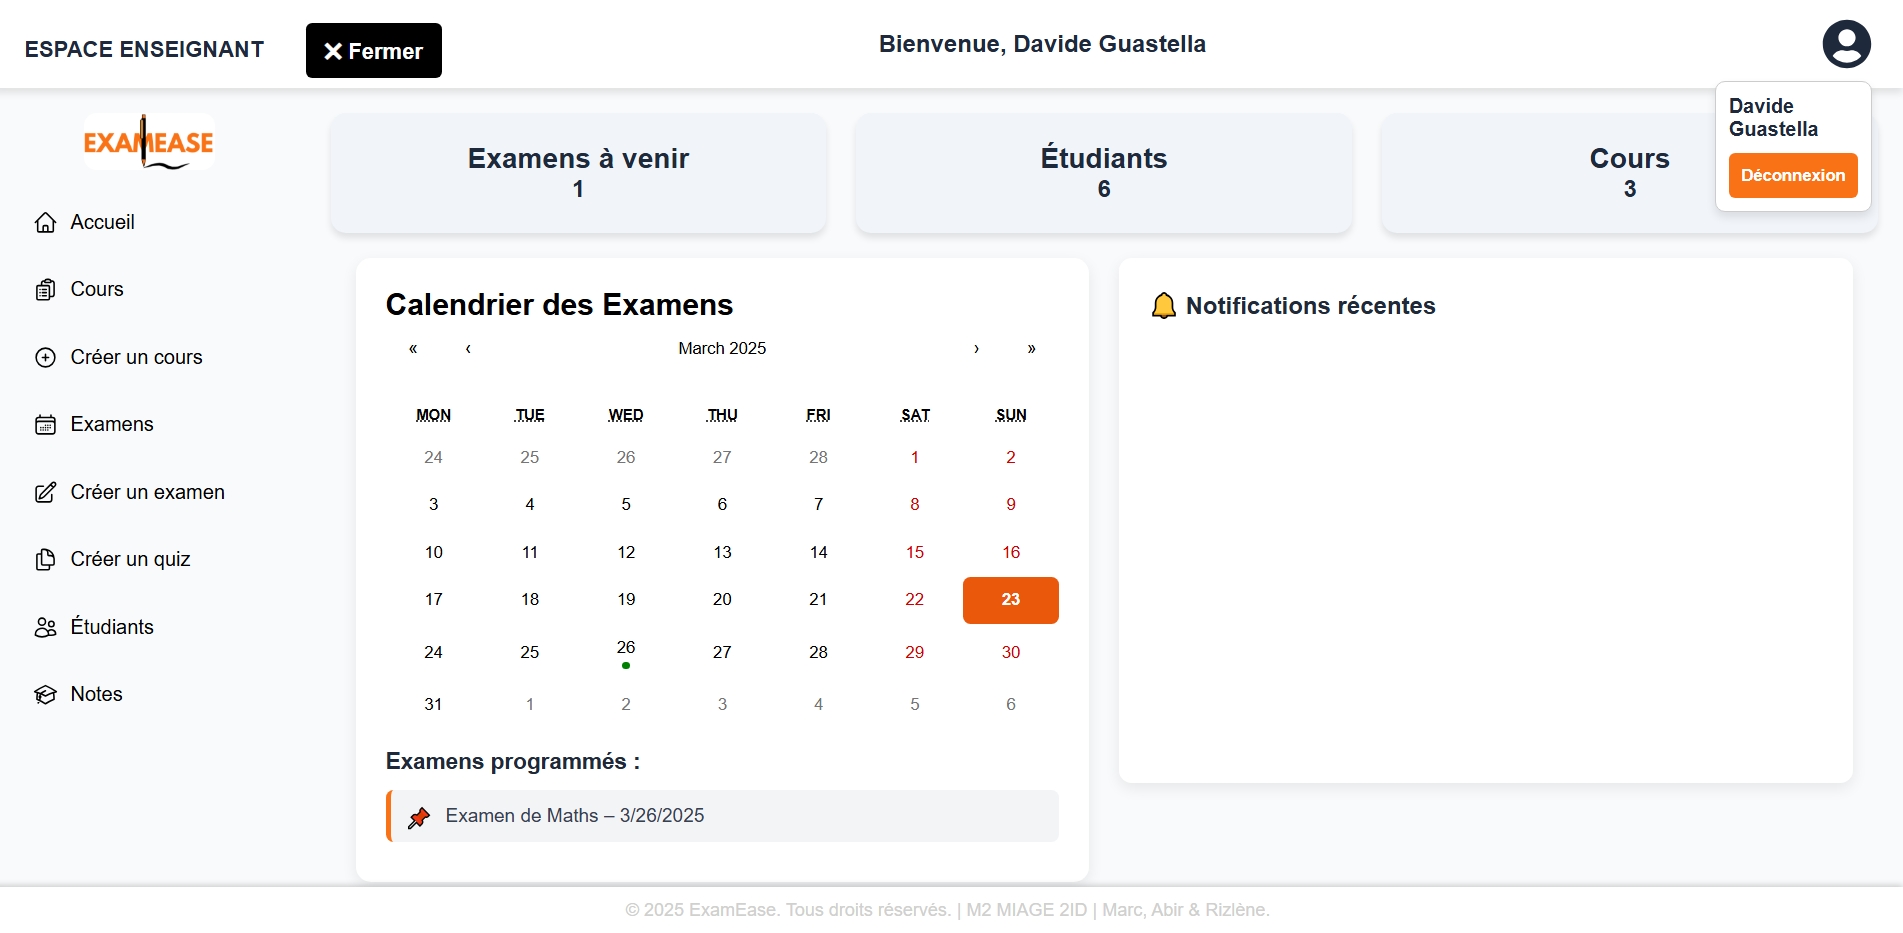 ESPACE ENSEIGNANT
Fermer
Bienvenue, Davide Guastella
Davide
Guastella
Déconnexion
EXAMEASE
Accueil
Cours
Créer un cours
Examens
Créer un examen
Créer un quiz
Étudiants
Notes
Examens à venir
1
Étudiants
6
Cours
3
Calendrier des Examens
« ‹ March 2025 › »
MON TUE WED THU FRI SAT SUN
24 25 26 27 28 1 2
3 4 5 6 7 8 9
10 11 12 13 14 15 16
17 18 19 20 21 22 23
24 25 26 27 28 29 30
31 1 2 3 4 5 6
Examens programmés :
Examen de Maths – 3/26/2025
Notifications récentes
© 2025 ExamEase. Tous droits réservés. | M2 MIAGE 2ID | Marc, Abir & Rizlène.